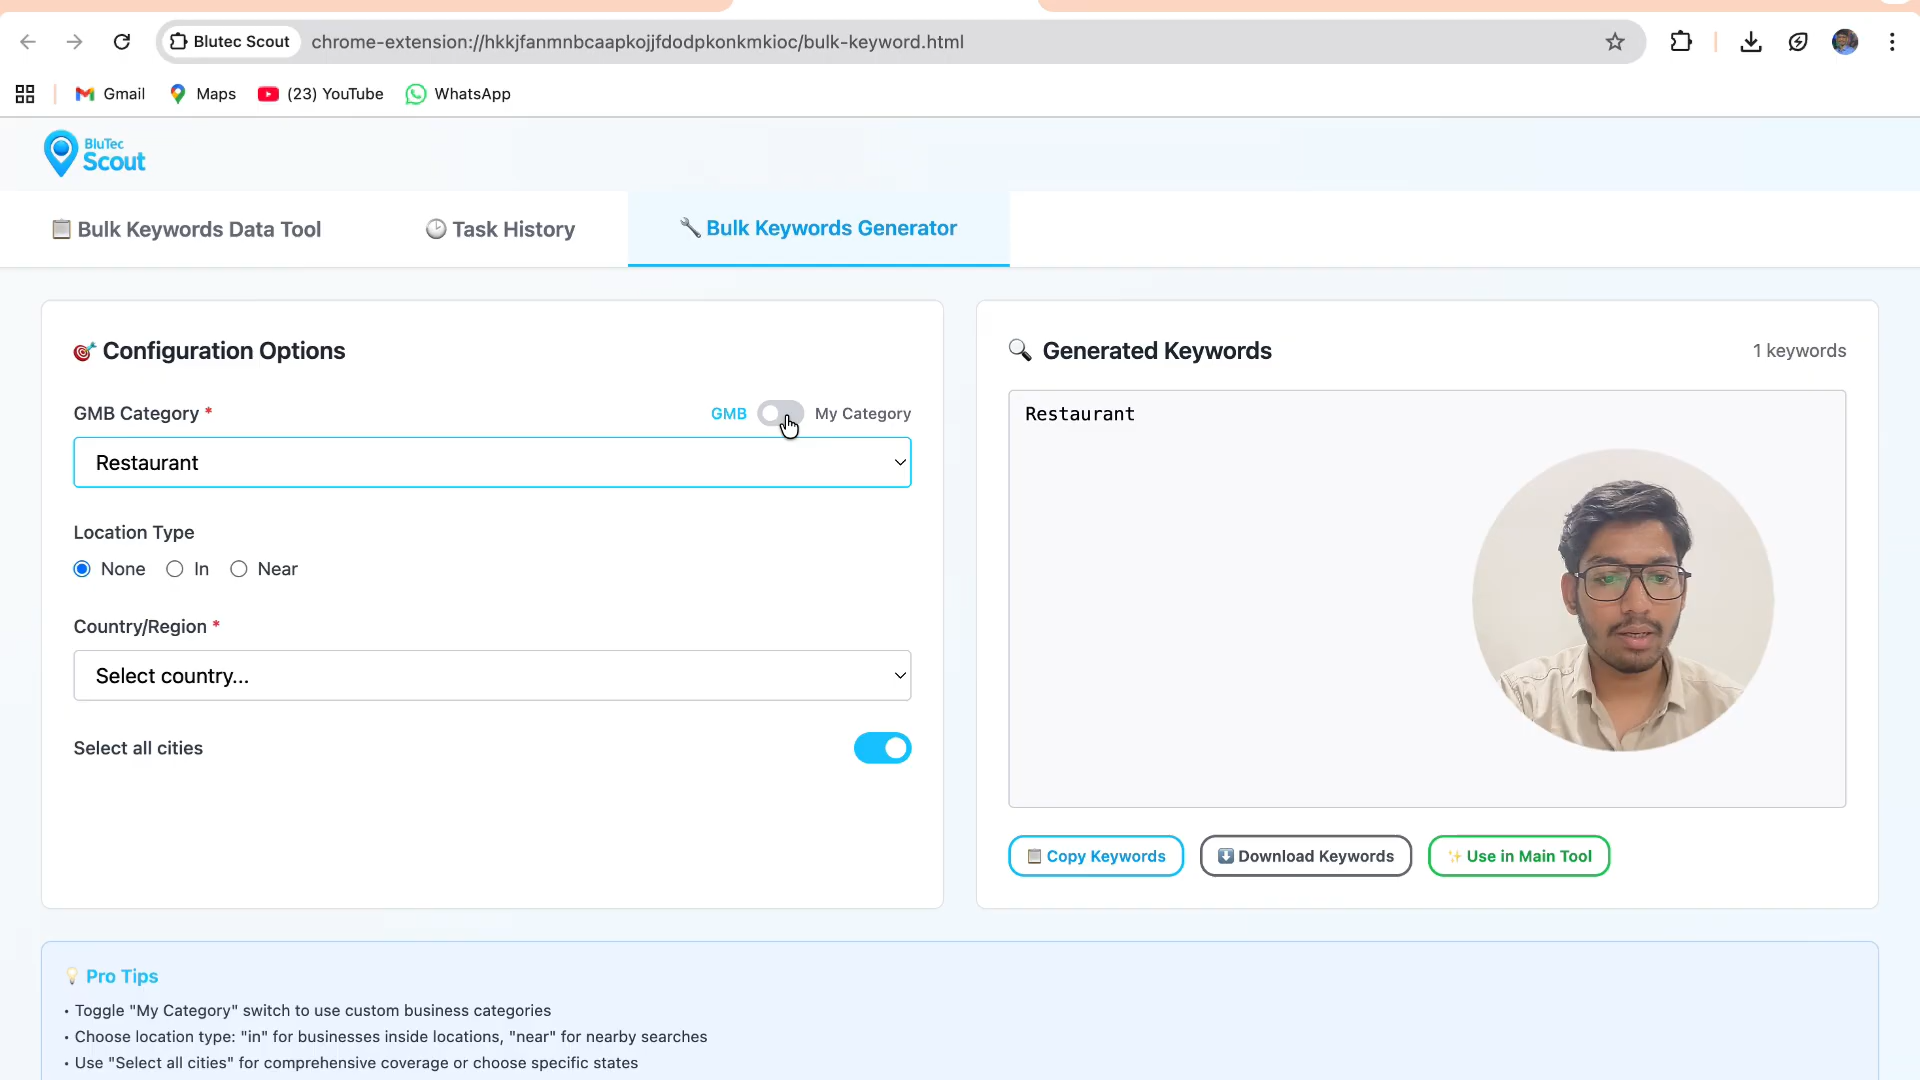 Blutec Scout
chrome-extension://hkkjfanmnbcaapkojjfdodpkonkmkioc/bulk-keyword.html
Gmail
Maps
(23) YouTube
WhatsApp
BluTec
Scout
Bulk Keywords Data Tool
Task History
Bulk Keywords Generator
Configuration Options
GMB Category *
GMB
My Category
Restaurant
Location Type
None
In
Near
Country/Region *
Select country...
Select all cities
Generated Keywords
1 keywords
Restaurant
Copy Keywords
Download Keywords
Use in Main Tool
Pro Tips
• Toggle "My Category" switch to use custom business categories
• Choose location type: "in" for businesses inside locations, "near" for nearby searches
• Use "Select all cities" for comprehensive coverage or choose specific states